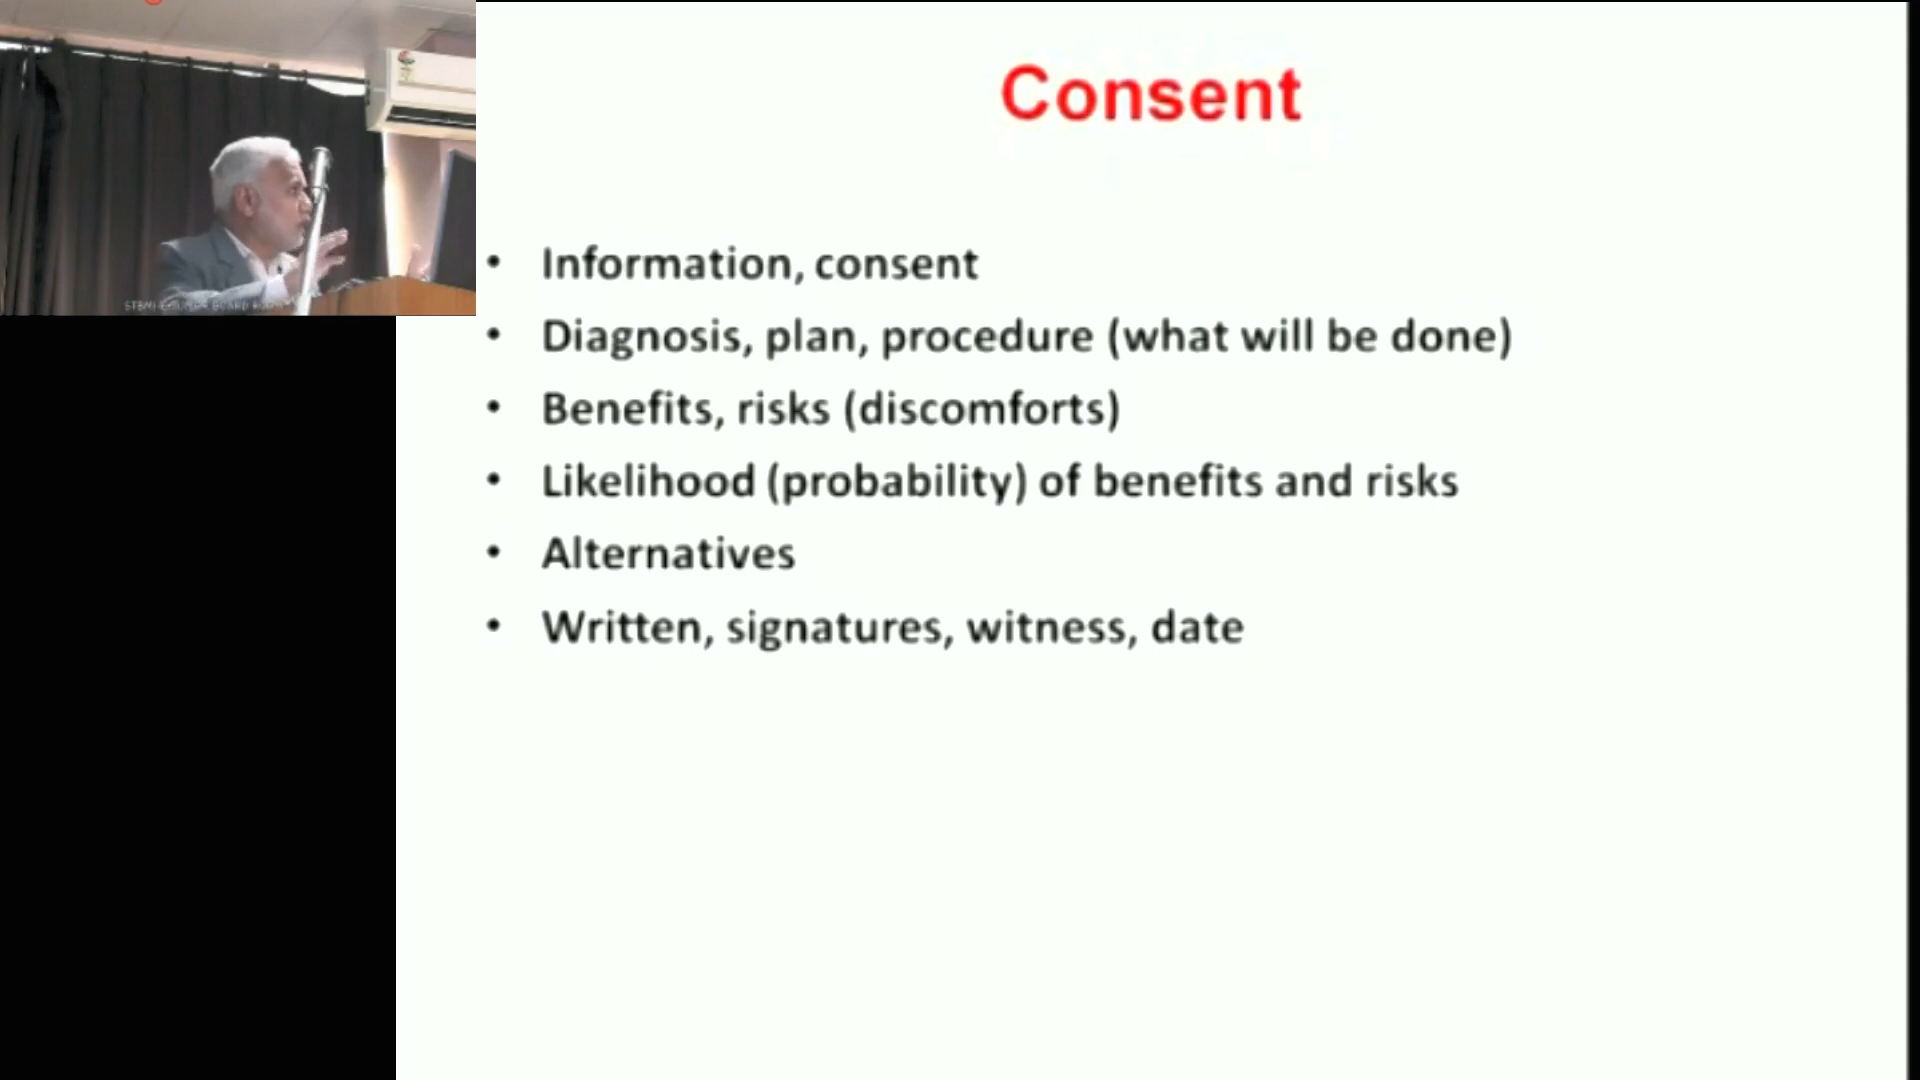 Consent
• Information, consent
• Diagnosis, plan, procedure (what will be done)
• Benefits, risks (discomforts)
• Likelihood (probability) of benefits and risks
• Alternatives
• Written, signatures, witness, date